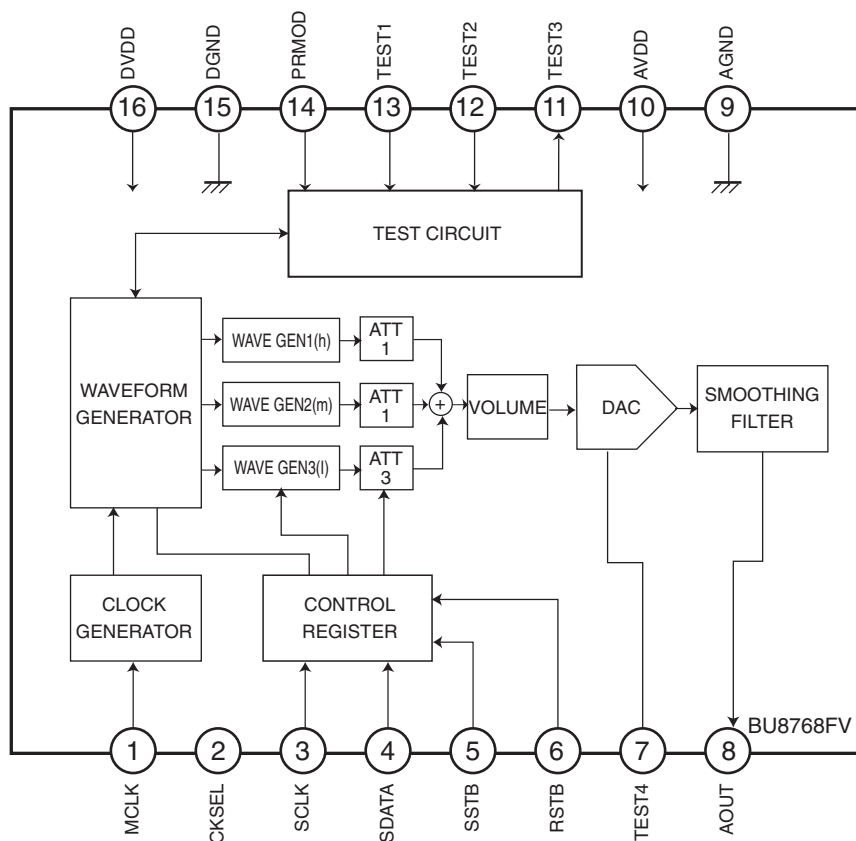 DVDD
DGND
PRMOD
TEST1
TEST2
TEST3
AVDD
AGND
16
15
14
13
12
11
10
9
TEST CIRCUIT
WAVEFORM
GENERATOR
WAVE GEN1(h)
ATT
1
WAVE GEN2(m)
ATT
1
WAVE GEN3(l)
ATT
3
+
VOLUME
DAC
SMOOTHING
FILTER
CLOCK
GENERATOR
CONTROL
REGISTER
BU8768FV
1
2
3
4
5
6
7
8
MCLK
CKSEL
SCLK
SDATA
SSTB
RSTB
TEST4
AOUT